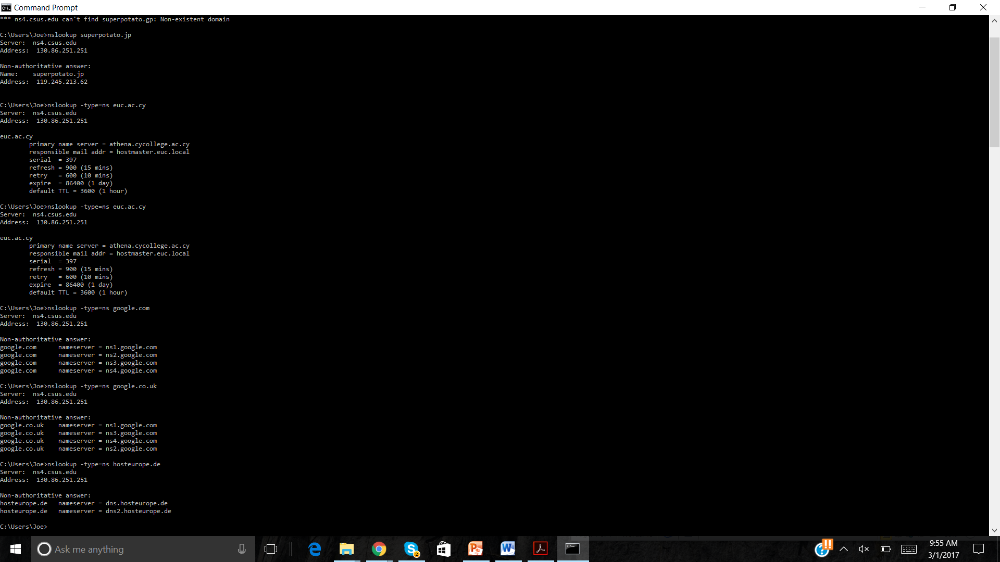 Command Prompt
*** ns4.csus.edu can't find superpotato.gp: Non-existent domain
C:\Users\Joe>nslookup superpotato.jp
Server:  ns4.csus.edu
Address:  130.86.251.251
Non-authoritative answer:
Name:    superpotato.jp
Address:  119.245.213.62
C:\Users\Joe>nslookup -type=ns euc.ac.cy
Server:  ns4.csus.edu
Address:  130.86.251.251
euc.ac.cy
        primary name server = athena.cycollege.ac.cy
        responsible mail addr = hostmaster.euc.local
        serial  = 397
        refresh = 900 (15 mins)
        retry   = 600 (10 mins)
        expire  = 86400 (1 day)
        default TTL = 3600 (1 hour)
C:\Users\Joe>nslookup -type=ns euc.ac.cy
Server:  ns4.csus.edu
Address:  130.86.251.251
euc.ac.cy
        primary name server = athena.cycollege.ac.cy
        responsible mail addr = hostmaster.euc.local
        serial  = 397
        refresh = 900 (15 mins)
        retry   = 600 (10 mins)
        expire  = 86400 (1 day)
        default TTL = 3600 (1 hour)
C:\Users\Joe>nslookup -type=ns google.com
Server:  ns4.csus.edu
Address:  130.86.251.251
Non-authoritative answer:
google.com      nameserver = ns1.google.com
google.com      nameserver = ns2.google.com
google.com      nameserver = ns3.google.com
google.com      nameserver = ns4.google.com
C:\Users\Joe>nslookup -type=ns google.co.uk
Server:  ns4.csus.edu
Address:  130.86.251.251
Non-authoritative answer:
google.co.uk    nameserver = ns1.google.com
google.co.uk    nameserver = ns3.google.com
google.co.uk    nameserver = ns4.google.com
google.co.uk    nameserver = ns2.google.com
C:\Users\Joe>nslookup -type=ns hosteurope.de
Server:  ns4.csus.edu
Address:  130.86.251.251
Non-authoritative answer:
hosteurope.de   nameserver = dns.hosteurope.de
hosteurope.de   nameserver = dns2.hosteurope.de
C:\Users\Joe>
Ask me anything
2
9:55 AM
3/1/2017